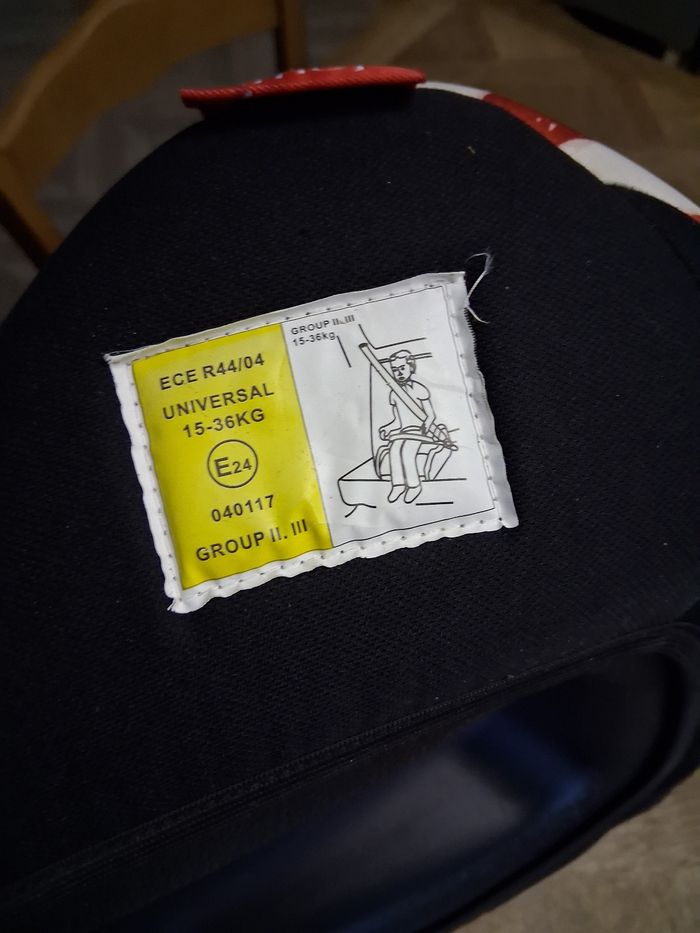 ECE R44/04
UNIVERSAL
15-36KG
E24
040117
GROUP II. III
GROUP II. III
15-36kg